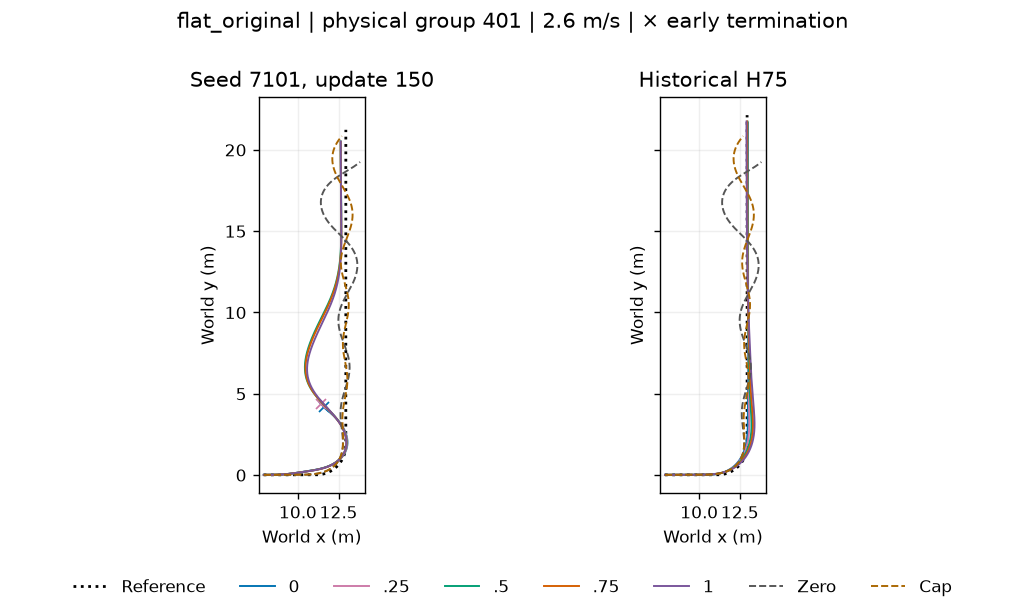 flat_original | physical group 401 | 2.6 m/s | × early termination
Seed 7101, update 150
Historical H75
20
15
10
5
0
World y (m)
World y (m)
10.0 12.5
10.0 12.5
World x (m)
World x (m)
Reference
0
.25
.5
.75
1
Zero
Cap